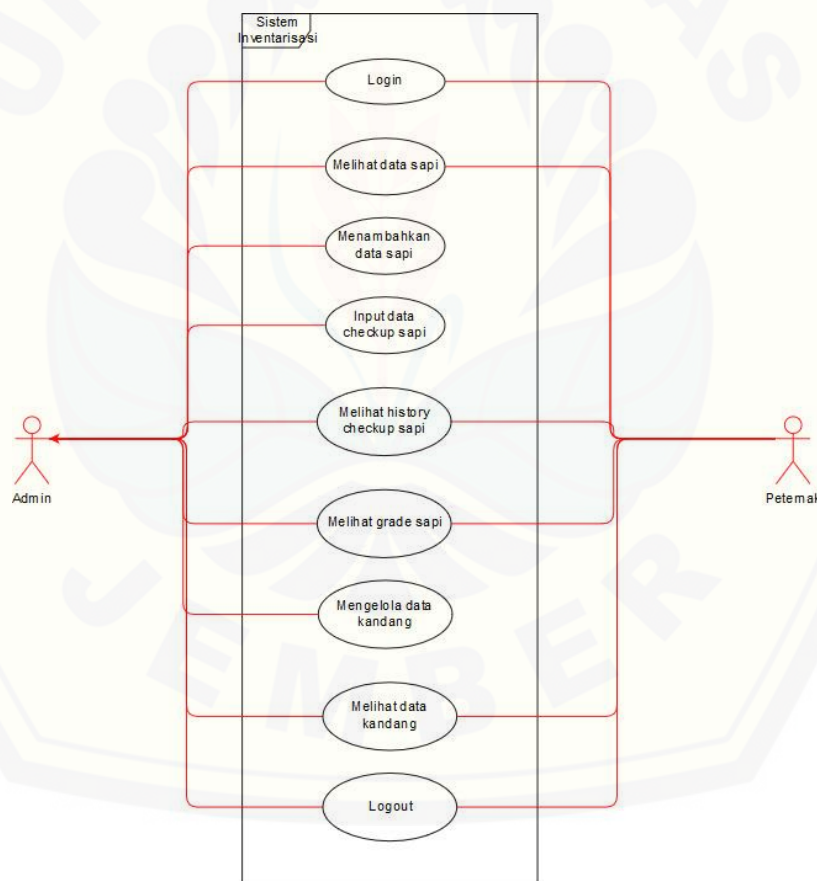 Sistem
Inventarisasi
Login
Melihat data sapi
Menambahkan
data sapi
Input data
checkup sapi
Melihat history
checkup sapi
Admin
Peternak
Melihat grade sapi
Mengelola data
kandang
Melihat data
kandang
Logout
JEMBER